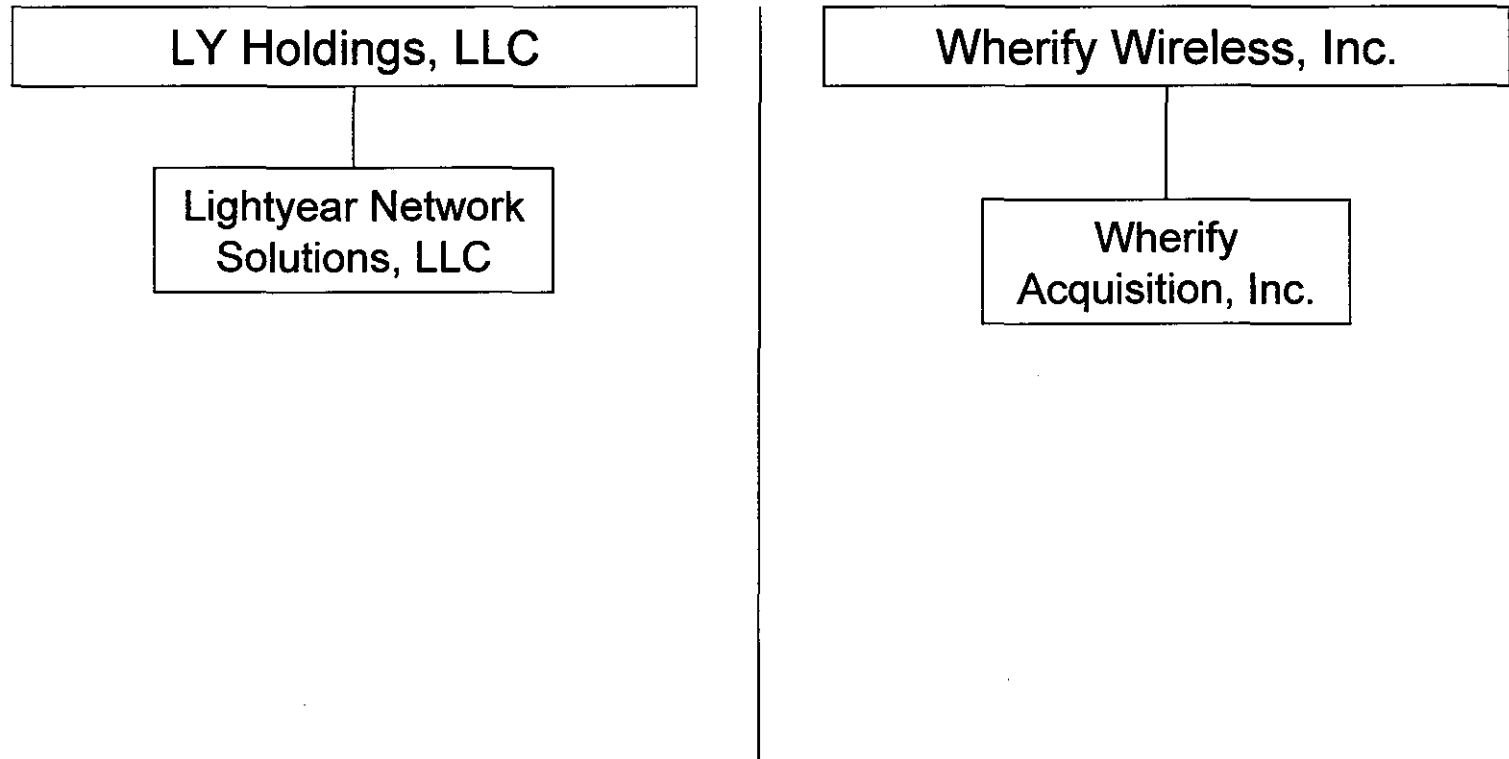 LY Holdings, LLC
Lightyear Network
Solutions, LLC
Wherify Wireless, Inc.
Wherify
Acquisition, Inc.